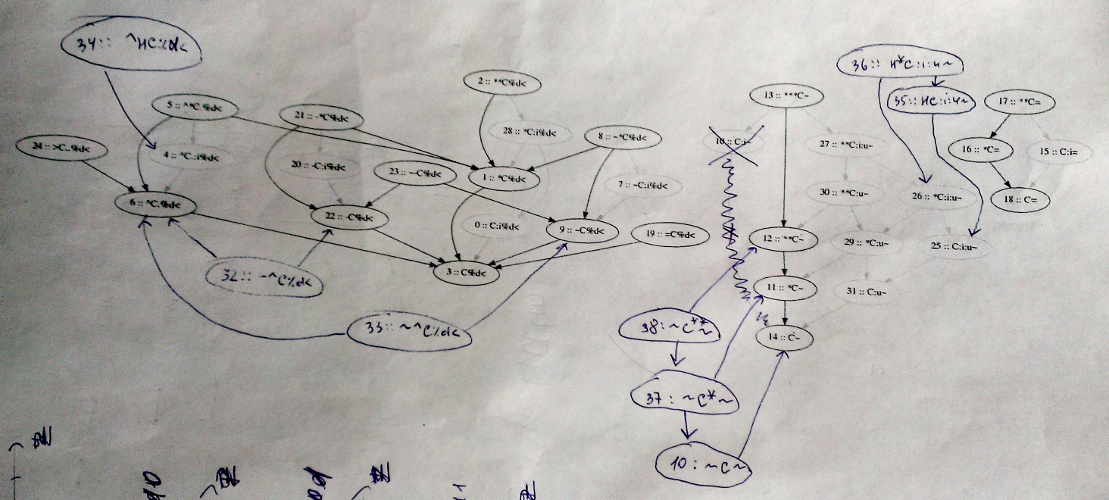 34 :: ^HC%d<
36 :: H*C:i:u~
2 :: **C%d<
13 :: ***C~
35 :: HC:i:u~
17 :: **C=
5 :: ^*C.%d<
21 :: -*C%d<
28 :: *C:i%d<
8 :: ~*C%d<
10 :: C:i~
27 :: **C:i:u~
24 :: >C..%d<
4 :: ^C.:i%d<
16 :: *C=
15 :: C:i=
20 :: -C:i%d<
23 :: ~-C%d<
1 :: *C%d<
7 :: ~C:i%d<
30 :: **C:u~
26 :: *C:i:u~
18 :: C=
6 :: ^C.%d<
22 :: -C%d<
0 :: C:i%d<
9 :: ~C%d<
19 :: =C%d<
12 :: **C~
29 :: *C:u~
25 :: C:i:u~
32 :: -^C%d<
3 :: C%d<
11 :: *C~
31 :: C:u~
33 :: ~^C%d<
38 : ~C**~
14 :: C~
37 : ~C*~
10 : ~C~